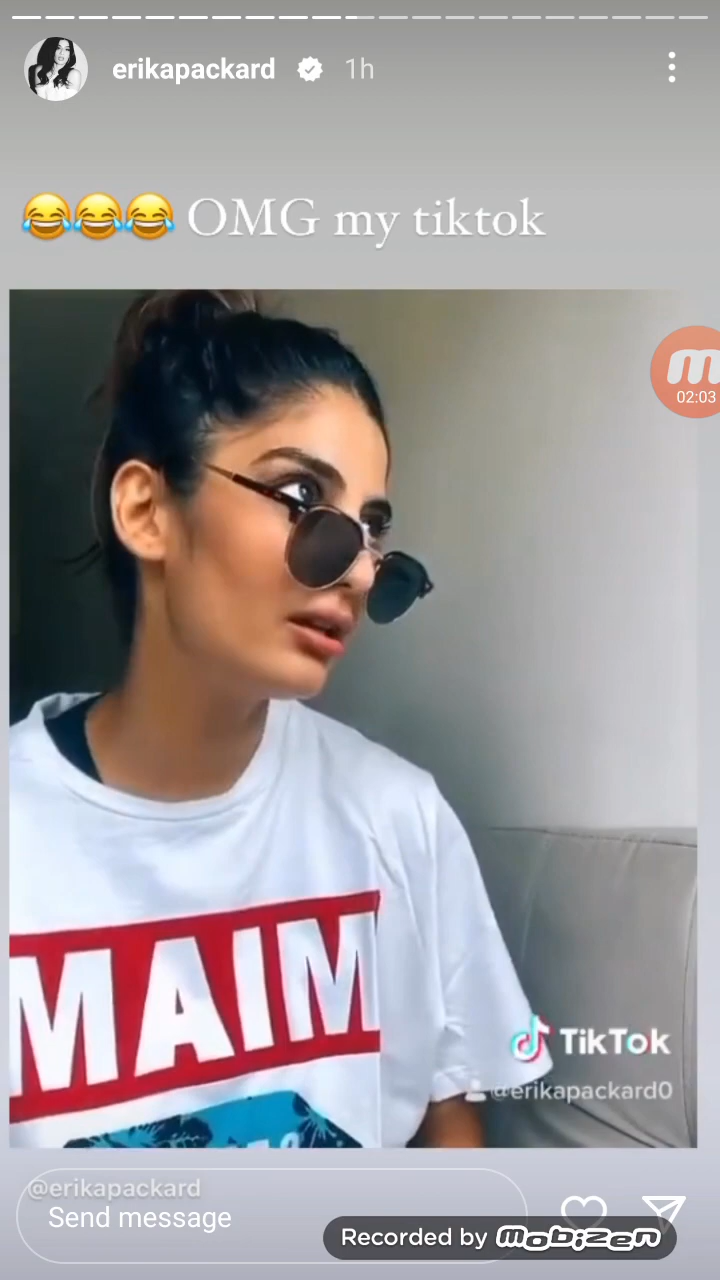 erikapackard 1h
😂😂😂 OMG my tiktok
02:03
MAIM
TikTok
@erikapackard0
@erikapackard
Send message
Recorded by mobizen